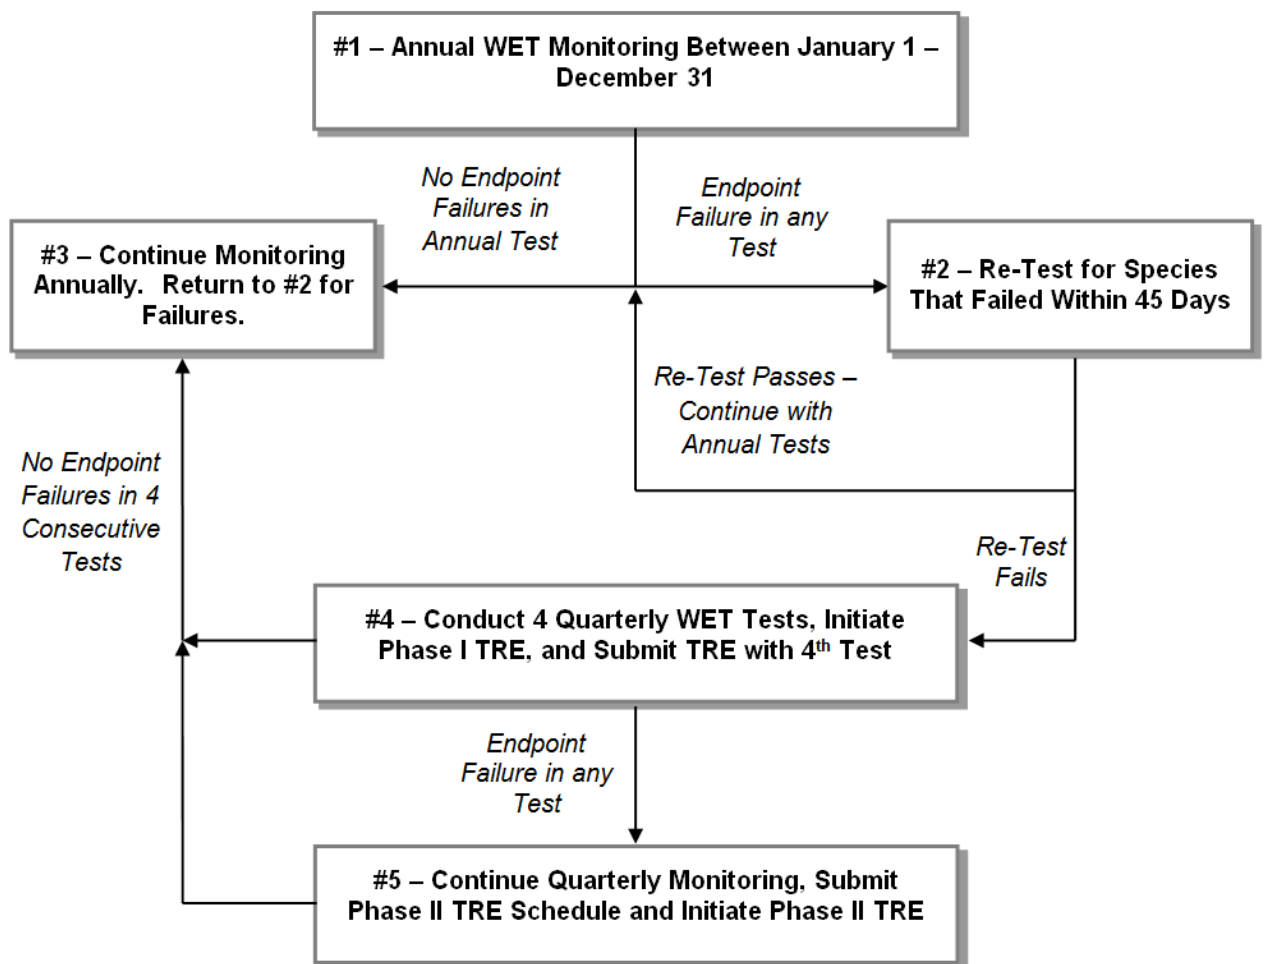 #1 – Annual WET Monitoring Between January 1 –
December 31
No Endpoint
Failures in
Annual Test
Endpoint
Failure in any
Test
#3 – Continue Monitoring
Annually.   Return to #2 for
Failures.
#2 – Re-Test for Species
That Failed Within 45 Days
Re-Test Passes –
Continue with
Annual Tests
No Endpoint
Failures in 4
Consecutive
Tests
Re-Test
Fails
#4 – Conduct 4 Quarterly WET Tests, Initiate
Phase I TRE, and Submit TRE with 4th Test
Endpoint
Failure in any
Test
#5 – Continue Quarterly Monitoring, Submit
Phase II TRE Schedule and Initiate Phase II TRE